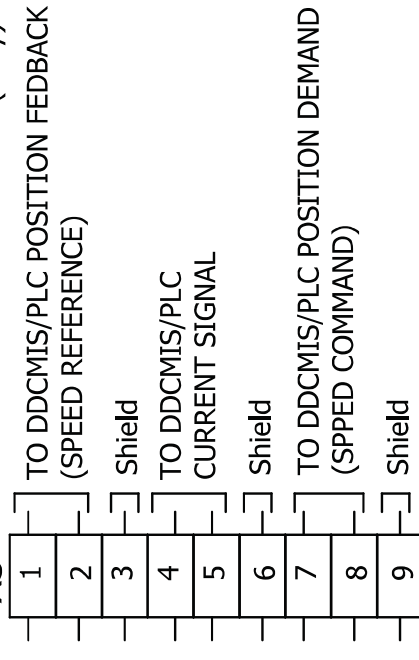 1
2
TO DDCMIS/PLC POSITION FEDBACK
(SPEED REFERENCE)
3
Shield
4
5
TO DDCMIS/PLC
CURRENT SIGNAL
6
Shield
7
8
TO DDCMIS/PLC POSITION DEMAND
(SPPED COMMAND)
9
Shield